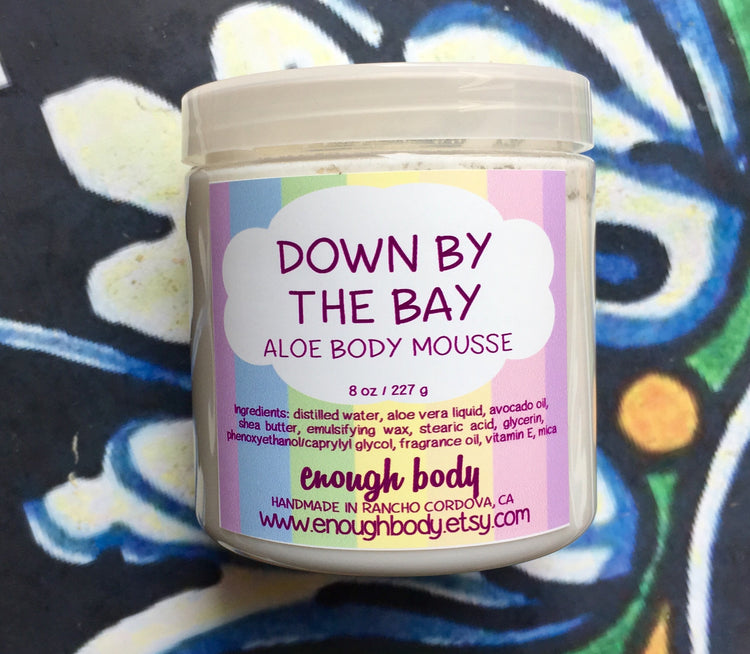 DOWN BY
THE BAY
ALOE BODY MOUSSE
8 oz / 227 g
Ingredients: distilled water, aloe vera liquid, avocado oil,
shea butter, emulsifying wax, stearic acid, glycerin,
phenoxyethanol/caprylyl glycol, fragrance oil, vitamin E, mica
enough body
HANDMADE IN RANCHO CORDOVA, CA
www.enoughbody.etsy.com